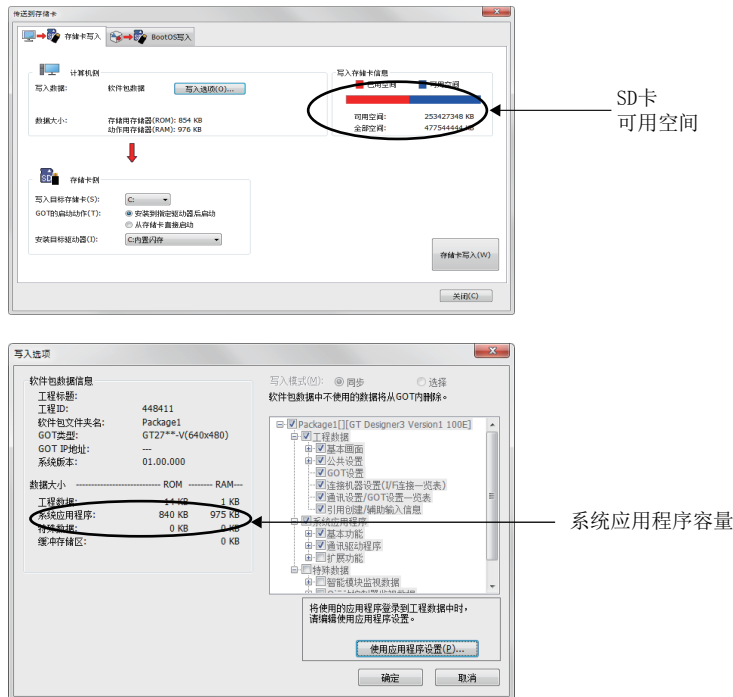 传送到存储卡
存储卡写入 BootOS写入
计算机侧
写入数据: 软件包数据 写入选项(O)...
数据大小: 存储用存储器(ROM): 854 KB
动作用存储器(RAM): 976 KB
写入存储卡信息
已用空间 可用空间
可用空间: 253427348 KB
全部空间: 477544444 KB
SD卡
可用空间
存储卡侧
写入目标存储卡(S): C:
GOT的启动动作(T): 安装到指定驱动器后启动
从存储卡直接启动
安装目标驱动器(I): C:内置闪存
存储卡写入(W)
关闭(C)
写入选项
软件包数据信息
工程标题:
工程ID: 448411
软件包文件夹名: Package1
GOT类型: GT27**-V(640x480)
GOT IP地址: ---
系统版本: 01.00.000
数据大小 ROM RAM
工程数据: 14 KB 1 KB
系统应用程序: 840 KB 975 KB
特殊数据: 0 KB 0 KB
缓冲存储区: 0 KB
写入模式(M): 同步 选择
软件包数据中不使用的数据将从GOT内删除。
Package1[][GT Designer3 Version1 100E]
工程数据
基本画面
公共设置
GOT设置
连接机器设置(I/F连接一览表)
通讯设置/GOT设置一览表
引用创建/辅助输入信息
系统应用程序
基本功能
通讯驱动程序
扩展功能
特殊数据
智能模块监视数据
将使用的应用程序登录到工程数据中时,
请编辑使用应用程序设置。
使用应用程序设置(P)...
确定 取消
系统应用程序容量